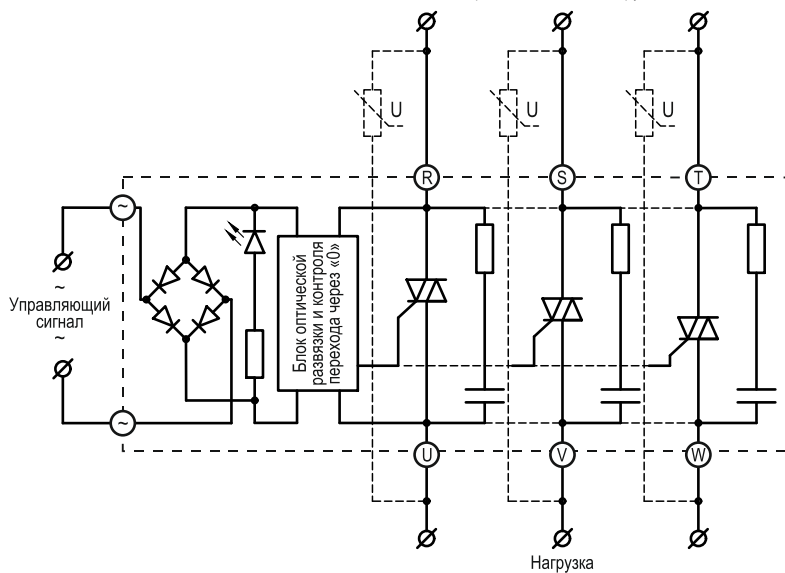 U U U
R S T
~
~
Управляющий
сигнал
~
Блок оптической
развязки и контроля
перехода через «0»
~
U V W
Нагрузка